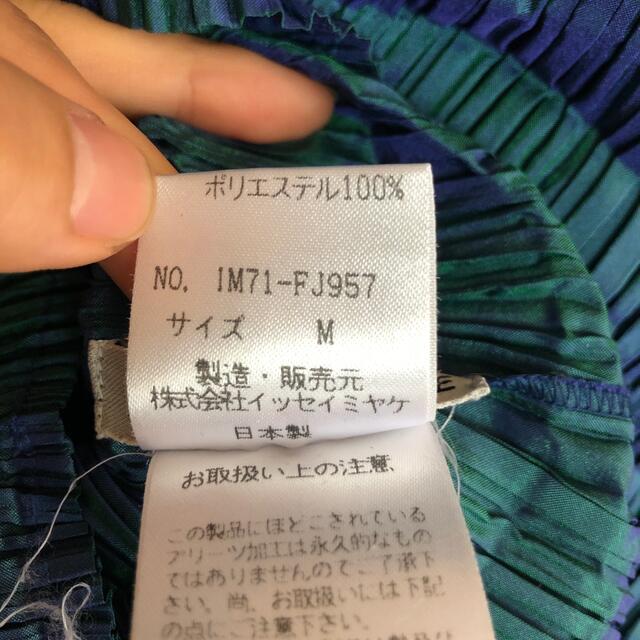 ポリエステル100%
NO. IM71-FJ957
サイズ M
製造・販売元
株式会社イッセイミヤケ
日本製
お取扱い上の注意
この製品にほどこされている
プリーツ加工は永久的なもの
ではありませんのでご了承下
さい。尚、お取扱いには下記
の点にご注意